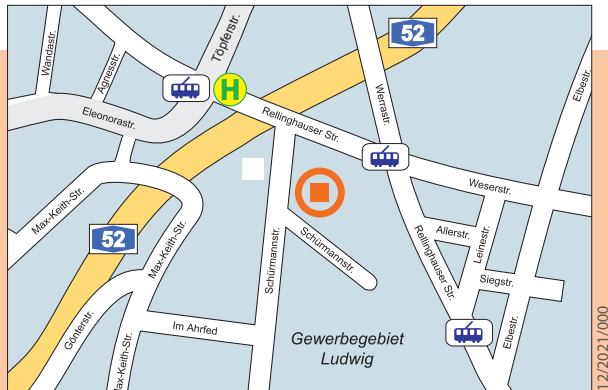 Wandastr.
Agnesstr.
Töpferstr.
52
Elbestr.
H
Eleonorastr.
Rellinghauser Str.
Werrastr.
Weserstr.
Max-Keith-Str.
52
Max-Keith-Str.
Schürmannstr.
Schürmannstr.
Rellinghauser Str.
Allerstr.
Leinestr.
Siegstr.
Elbestr.
Gönterstr.
Im Ahrfed
Max-Keith-Str.
Gewerbegebiet
Ludwig
12/2021/000